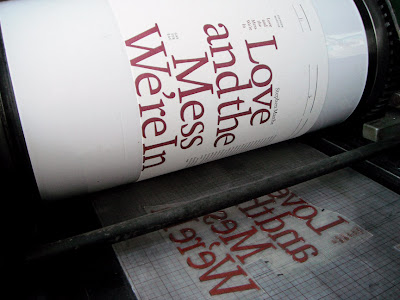 Love
and the
Mess
We're In